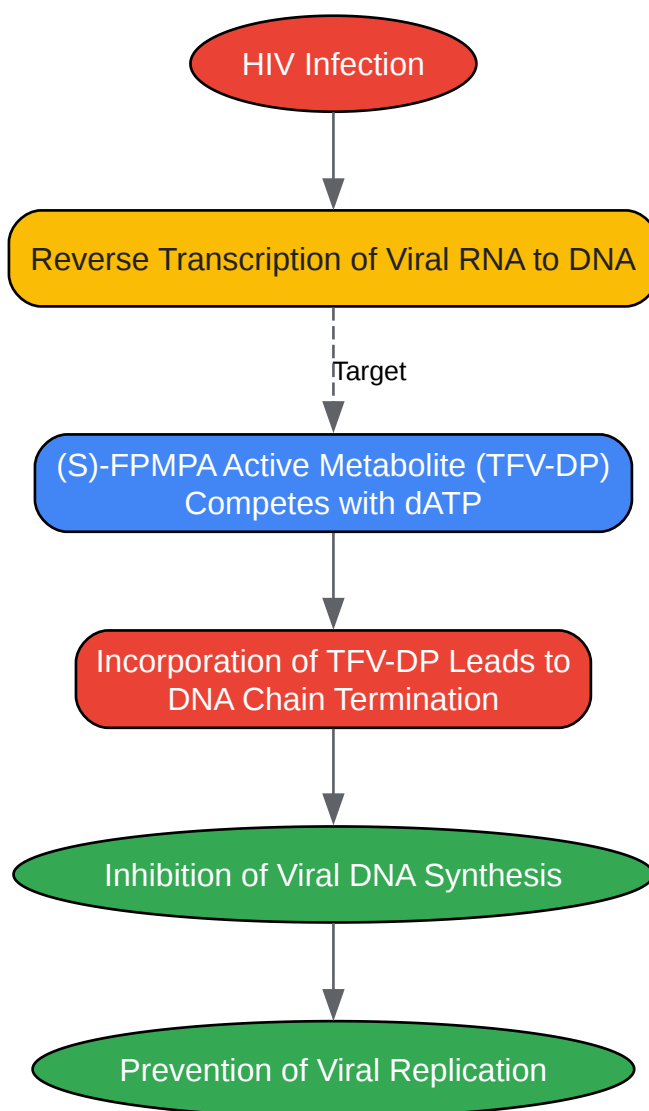 HIV Infection
Reverse Transcription of Viral RNA to DNA
Target
(S)-FPMPA Active Metabolite (TFV-DP)
Competes with dATP
Incorporation of TFV-DP Leads to
DNA Chain Termination
Inhibition of Viral DNA Synthesis
Prevention of Viral Replication